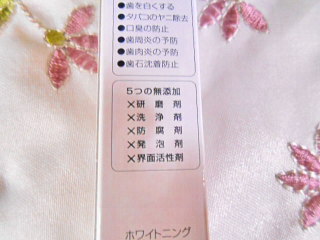 ●歯を白くする
●タバコのヤニ除去
●口臭の防止
●歯周炎の予防
●歯肉炎の予防
●歯石沈着防止
5つの無添加
×研磨剤
×洗浄剤
×防腐剤
×発泡剤
×界面活性剤
ホワイトニング